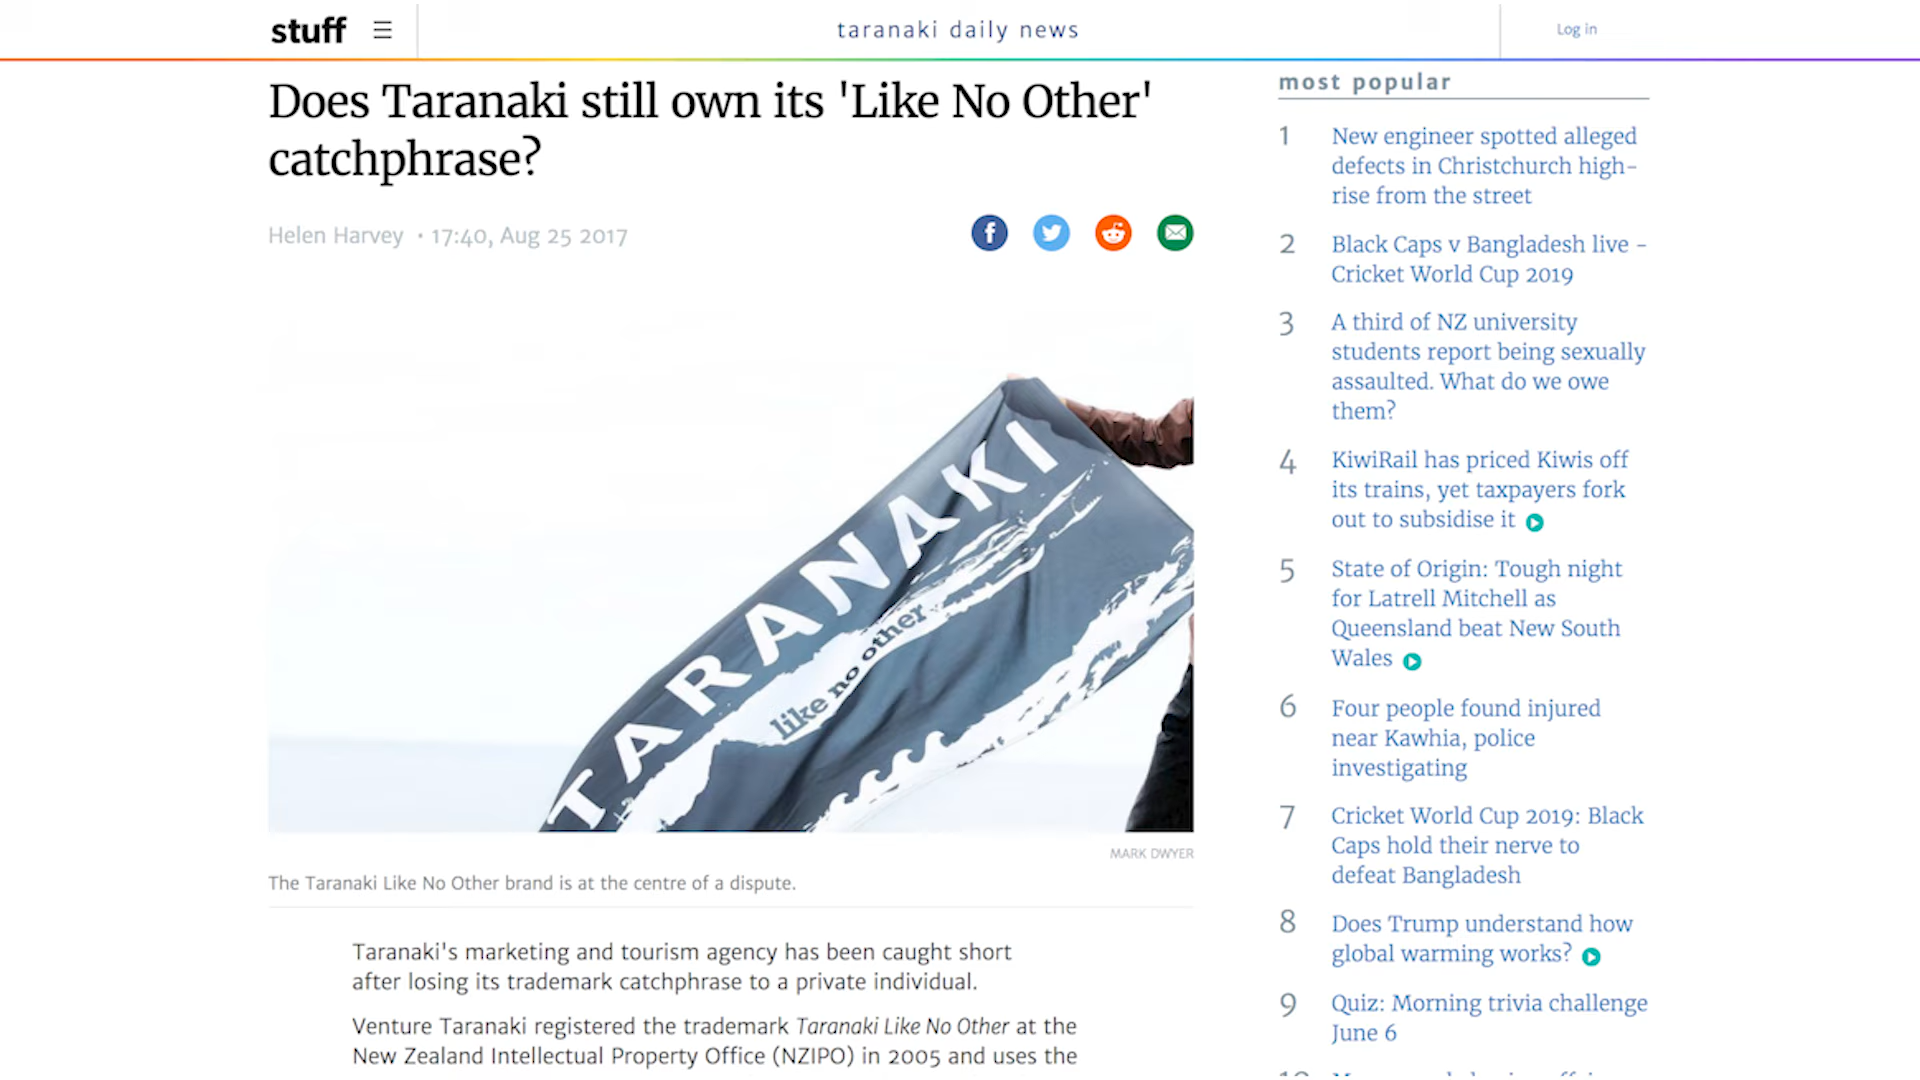 stuff
taranaki daily news
Log in
Does Taranaki still own its 'Like No Other'
catchphrase?
Helen Harvey • 17:40, Aug 25 2017
TARANAKI
like no other
MARK DWYER
The Taranaki Like No Other brand is at the centre of a dispute.
Taranaki's marketing and tourism agency has been caught short
after losing its trademark catchphrase to a private individual.
Venture Taranaki registered the trademark Taranaki Like No Other at the
New Zealand Intellectual Property Office (NZIPO) in 2005 and uses the
most popular
1 New engineer spotted alleged
defects in Christchurch high-
rise from the street
2 Black Caps v Bangladesh live -
Cricket World Cup 2019
3 A third of NZ university
students report being sexually
assaulted. What do we owe
them?
4 KiwiRail has priced Kiwis off
its trains, yet taxpayers fork
out to subsidise it
5 State of Origin: Tough night
for Latrell Mitchell as
Queensland beat New South
Wales
6 Four people found injured
near Kawhia, police
investigating
7 Cricket World Cup 2019: Black
Caps hold their nerve to
defeat Bangladesh
8 Does Trump understand how
global warming works?
9 Quiz: Morning trivia challenge
June 6